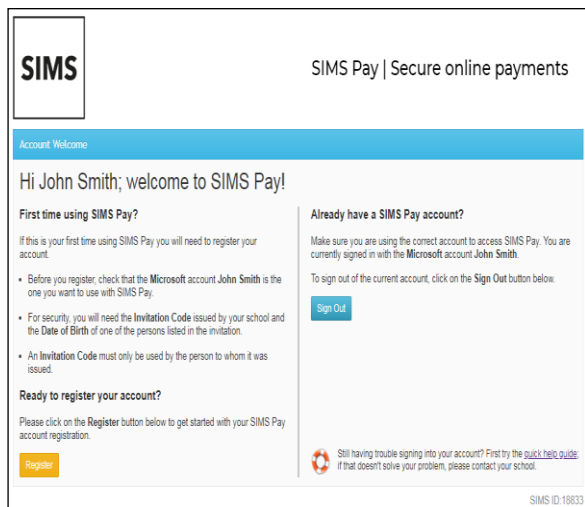 SIMS
SIMS Pay | Secure online payments
Account Welcome
Hi John Smith; welcome to SIMS Pay!
First time using SIMS Pay?
If this is your first time using SIMS Pay you will need to register your
account.
• Before you register, check that the Microsoft account John Smith is the
one you want to use with SIMS Pay.
• For security, you will need the Invitation Code issued by your school and
the Date of Birth of one of the persons listed in the invitation.
• An Invitation Code must only be used by the person to whom it was
issued.
Ready to register your account?
Please click on the Register button below to get started with your SIMS Pay
account registration.
Register
Already have a SIMS Pay account?
Make sure you are using the correct account to access SIMS Pay. You are
currently signed in with the Microsoft account John Smith.
To sign out of the current account, click on the Sign Out button below.
Sign Out
Still having trouble signing into your account? First try the quick help guide;
if that doesn't solve your problem, please contact your school.
SIMS ID:18833